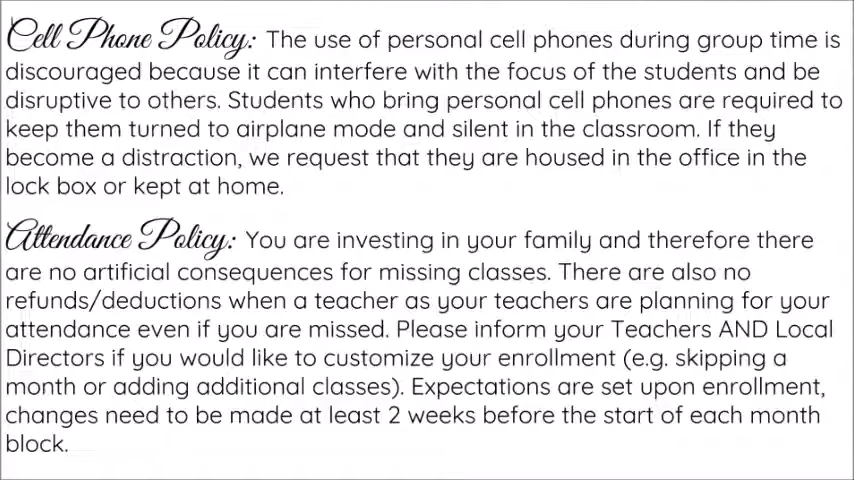 Cell Phone Policy: The use of personal cell phones during group time is
discouraged because it can interfere with the focus of the students and be
disruptive to others. Students who bring personal cell phones are required to
keep them turned to airplane mode and silent in the classroom. If they
become a distraction, we request that they are housed in the office in the
lock box or kept at home.
Attendance Policy: You are investing in your family and therefore there
are no artificial consequences for missing classes. There are also no
refunds/deductions when a teacher as your teachers are planning for your
attendance even if you are missed. Please inform your Teachers AND Local
Directors if you would like to customize your enrollment (e.g. skipping a
month or adding additional classes). Expectations are set upon enrollment,
changes need to be made at least 2 weeks before the start of each month
block.